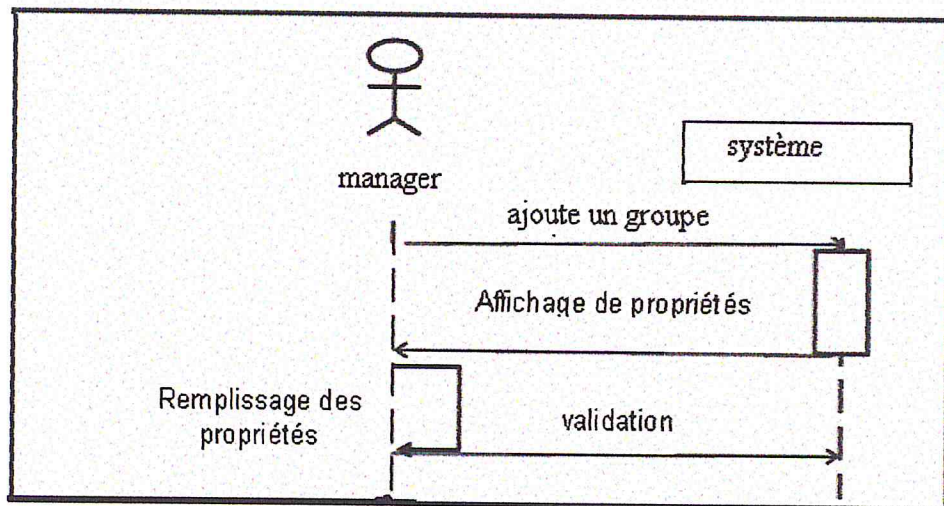 système
manager
ajoute un groupe
Affichage de propriétés
Remplissage des
propriétés
validation